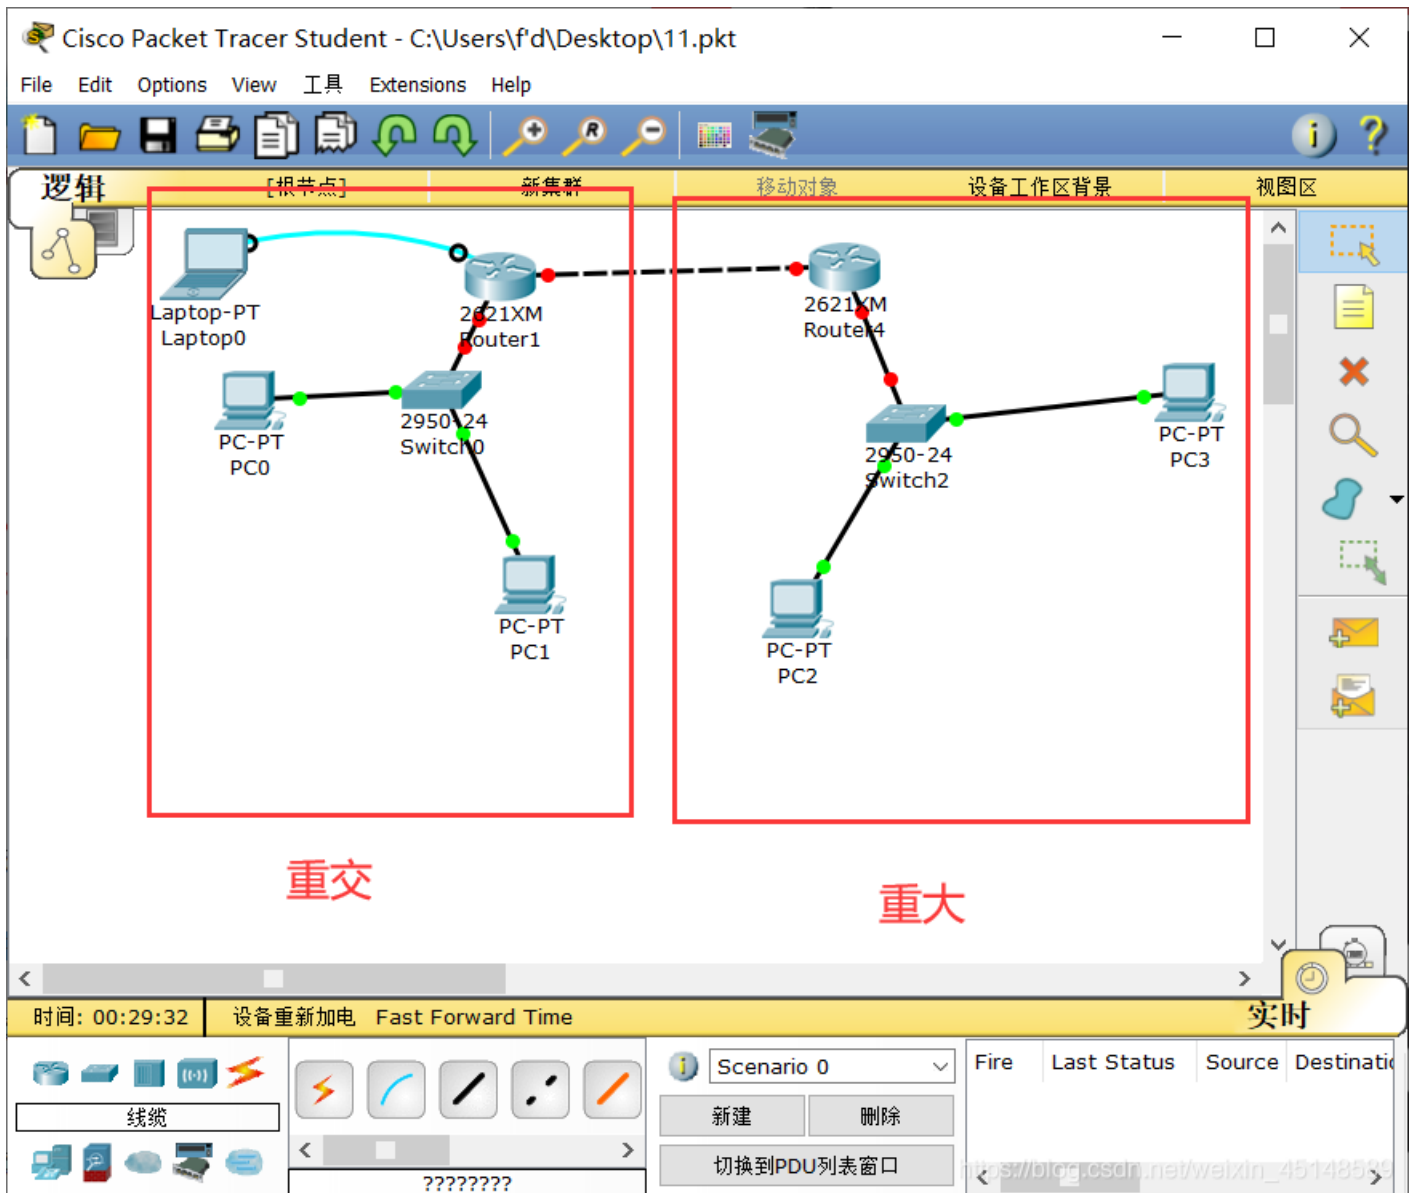 Cisco Packet Tracer Student - C:\Users\f'd\Desktop\11.pkt
File Edit Options View 工具 Extensions Help
逻辑 [根节点] 新集群 移动对象 设备工作区背景 视图区
Laptop-PT
Laptop0
2621XM
Router1
2621XM
Router4
PC-PT
PC0
2950-24
Switch0
PC-PT
PC1
2950-24
Switch2
PC-PT
PC3
PC-PT
PC2
重交
重大
时间: 00:29:32 设备重新加电 Fast Forward Time 实时
线缆
????????
Scenario 0
新建 删除
切换到PDU列表窗口
Fire Last Status Source Destinatic